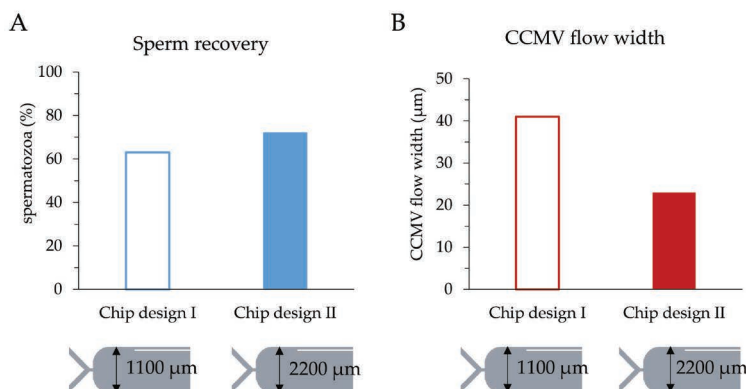 A
Sperm recovery
spermatozoa (%)
100
80
60
40
20
0
Chip design I
Chip design II
1100 µm
2200 µm
B
CCMV flow width
CCMV flow width (µm)
50
40
30
20
10
0
Chip design I
Chip design II
1100 µm
2200 µm